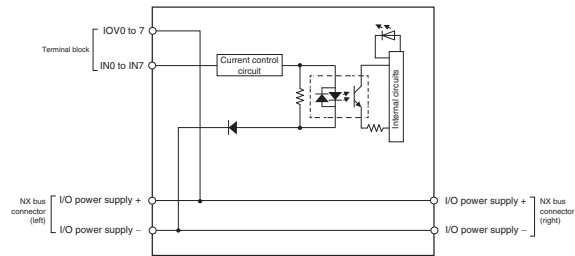 IOV0 to 7
Terminal block
IN0 to IN7
Current control
circuit
Internal circuits
NX bus
connector
(left)
I/O power supply +
I/O power supply −
I/O power supply +
I/O power supply −
NX bus
connector
(right)